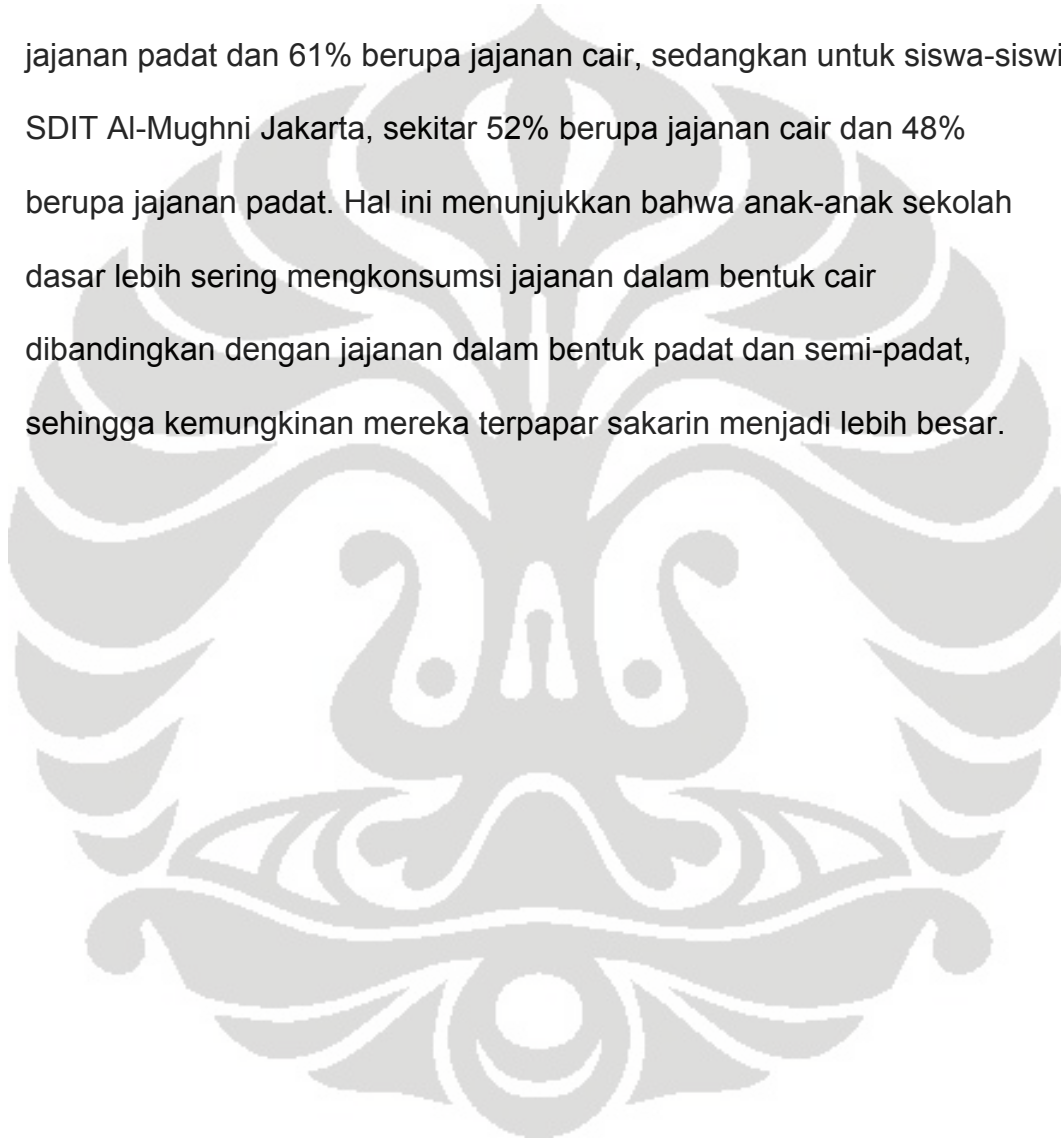 jajanan padat dan 61% berupa jajanan cair, sedangkan untuk siswa-siswi
SDIT Al-Mughni Jakarta, sekitar 52% berupa jajanan cair dan 48%
berupa jajanan padat. Hal ini menunjukkan bahwa anak-anak sekolah
dasar lebih sering mengkonsumsi jajanan dalam bentuk cair
dibandingkan dengan jajanan dalam bentuk padat dan semi-padat,
sehingga kemungkinan mereka terpapar sakarin menjadi lebih besar.